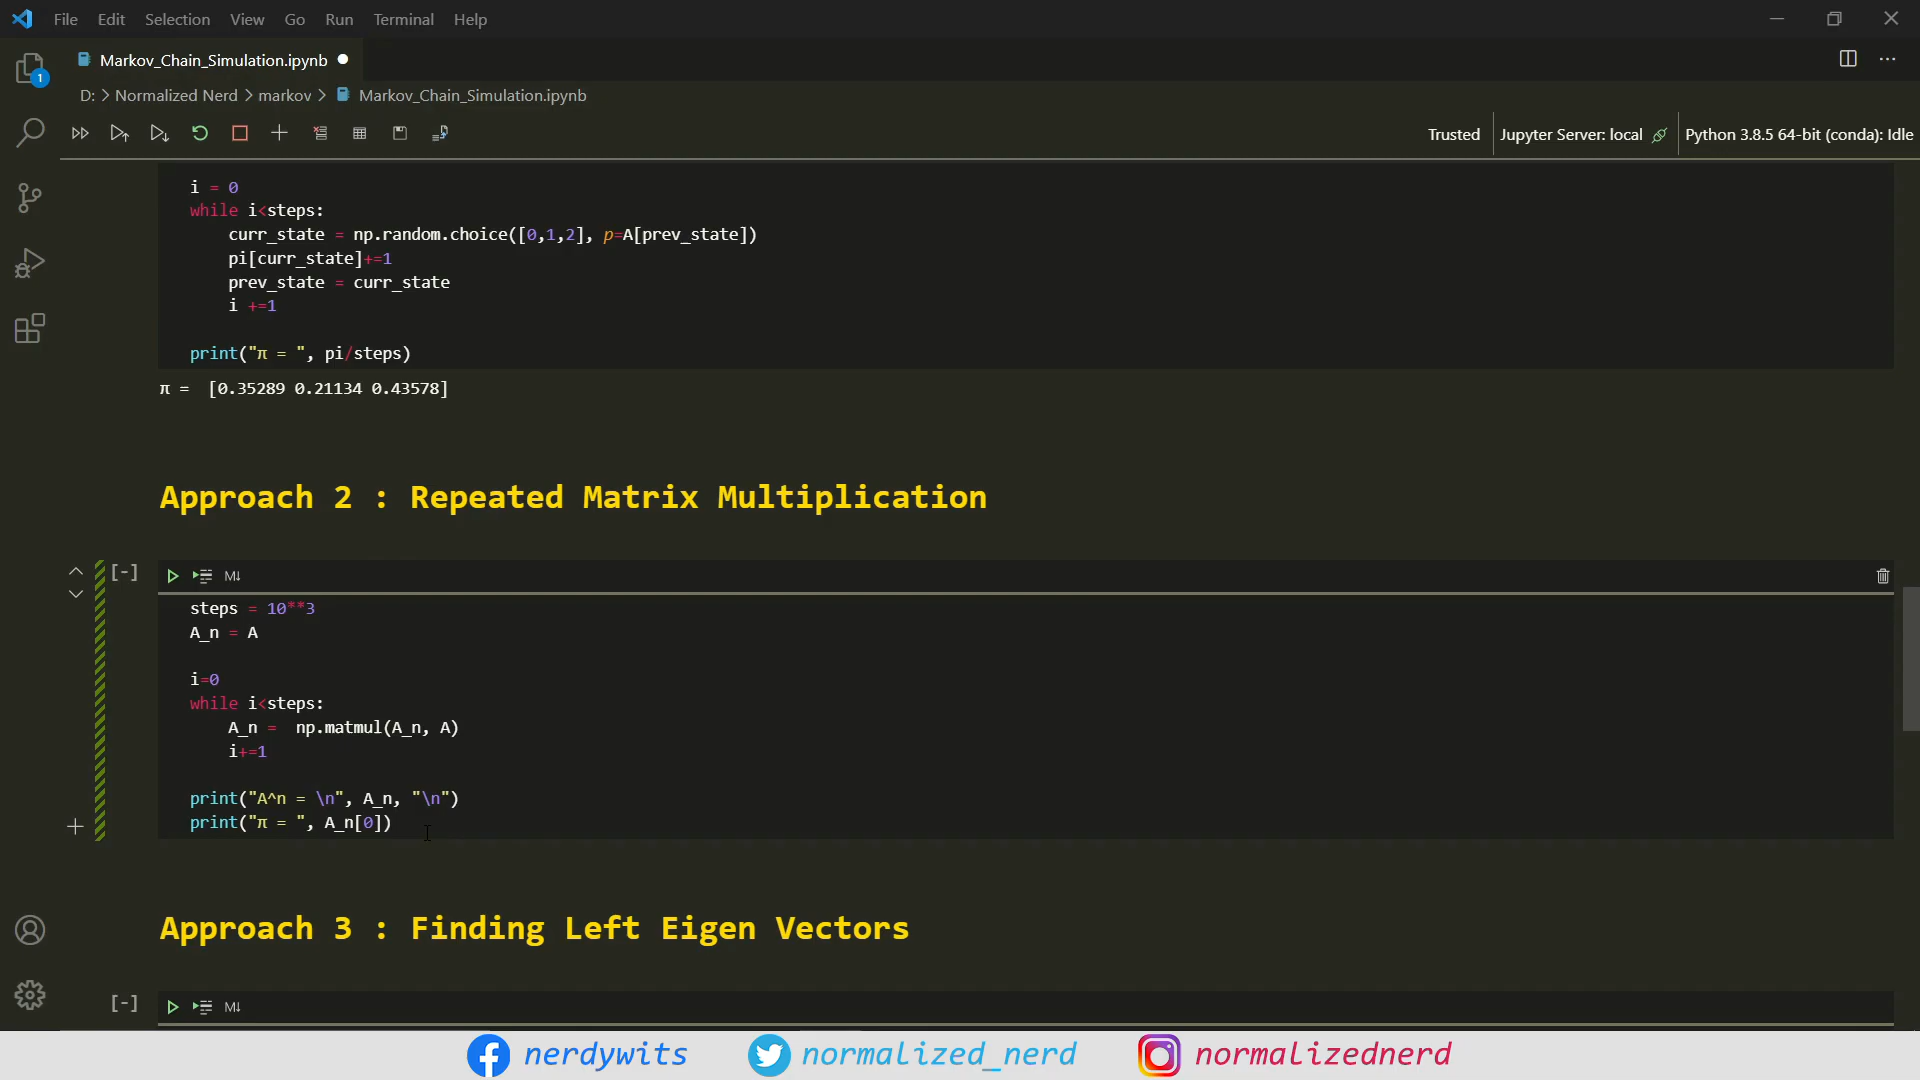 File Edit Selection View Go Run Terminal Help
Markov_Chain_Simulation.ipynb
1
D: > Normalized Nerd > markov > Markov_Chain_Simulation.ipynb
Trusted Jupyter Server: local Python 3.8.5 64-bit (conda): Idle
i = 0
while i<steps:
    curr_state = np.random.choice([0,1,2], p=A[prev_state])
    pi[curr_state]+=1
    prev_state = curr_state
    i +=1
print("π = ", pi/steps)
π =  [0.35289 0.21134 0.43578]
Approach 2 : Repeated Matrix Multiplication
[-] M↓
steps = 10**3
A_n = A
i=0
while i<steps:
    A_n =  np.matmul(A_n, A)
    i+=1
print("A^n = \n", A_n, "\n")
print("π = ", A_n[0])
Approach 3 : Finding Left Eigen Vectors
[-] M↓
nerdywits normalized_nerd normalizednerd